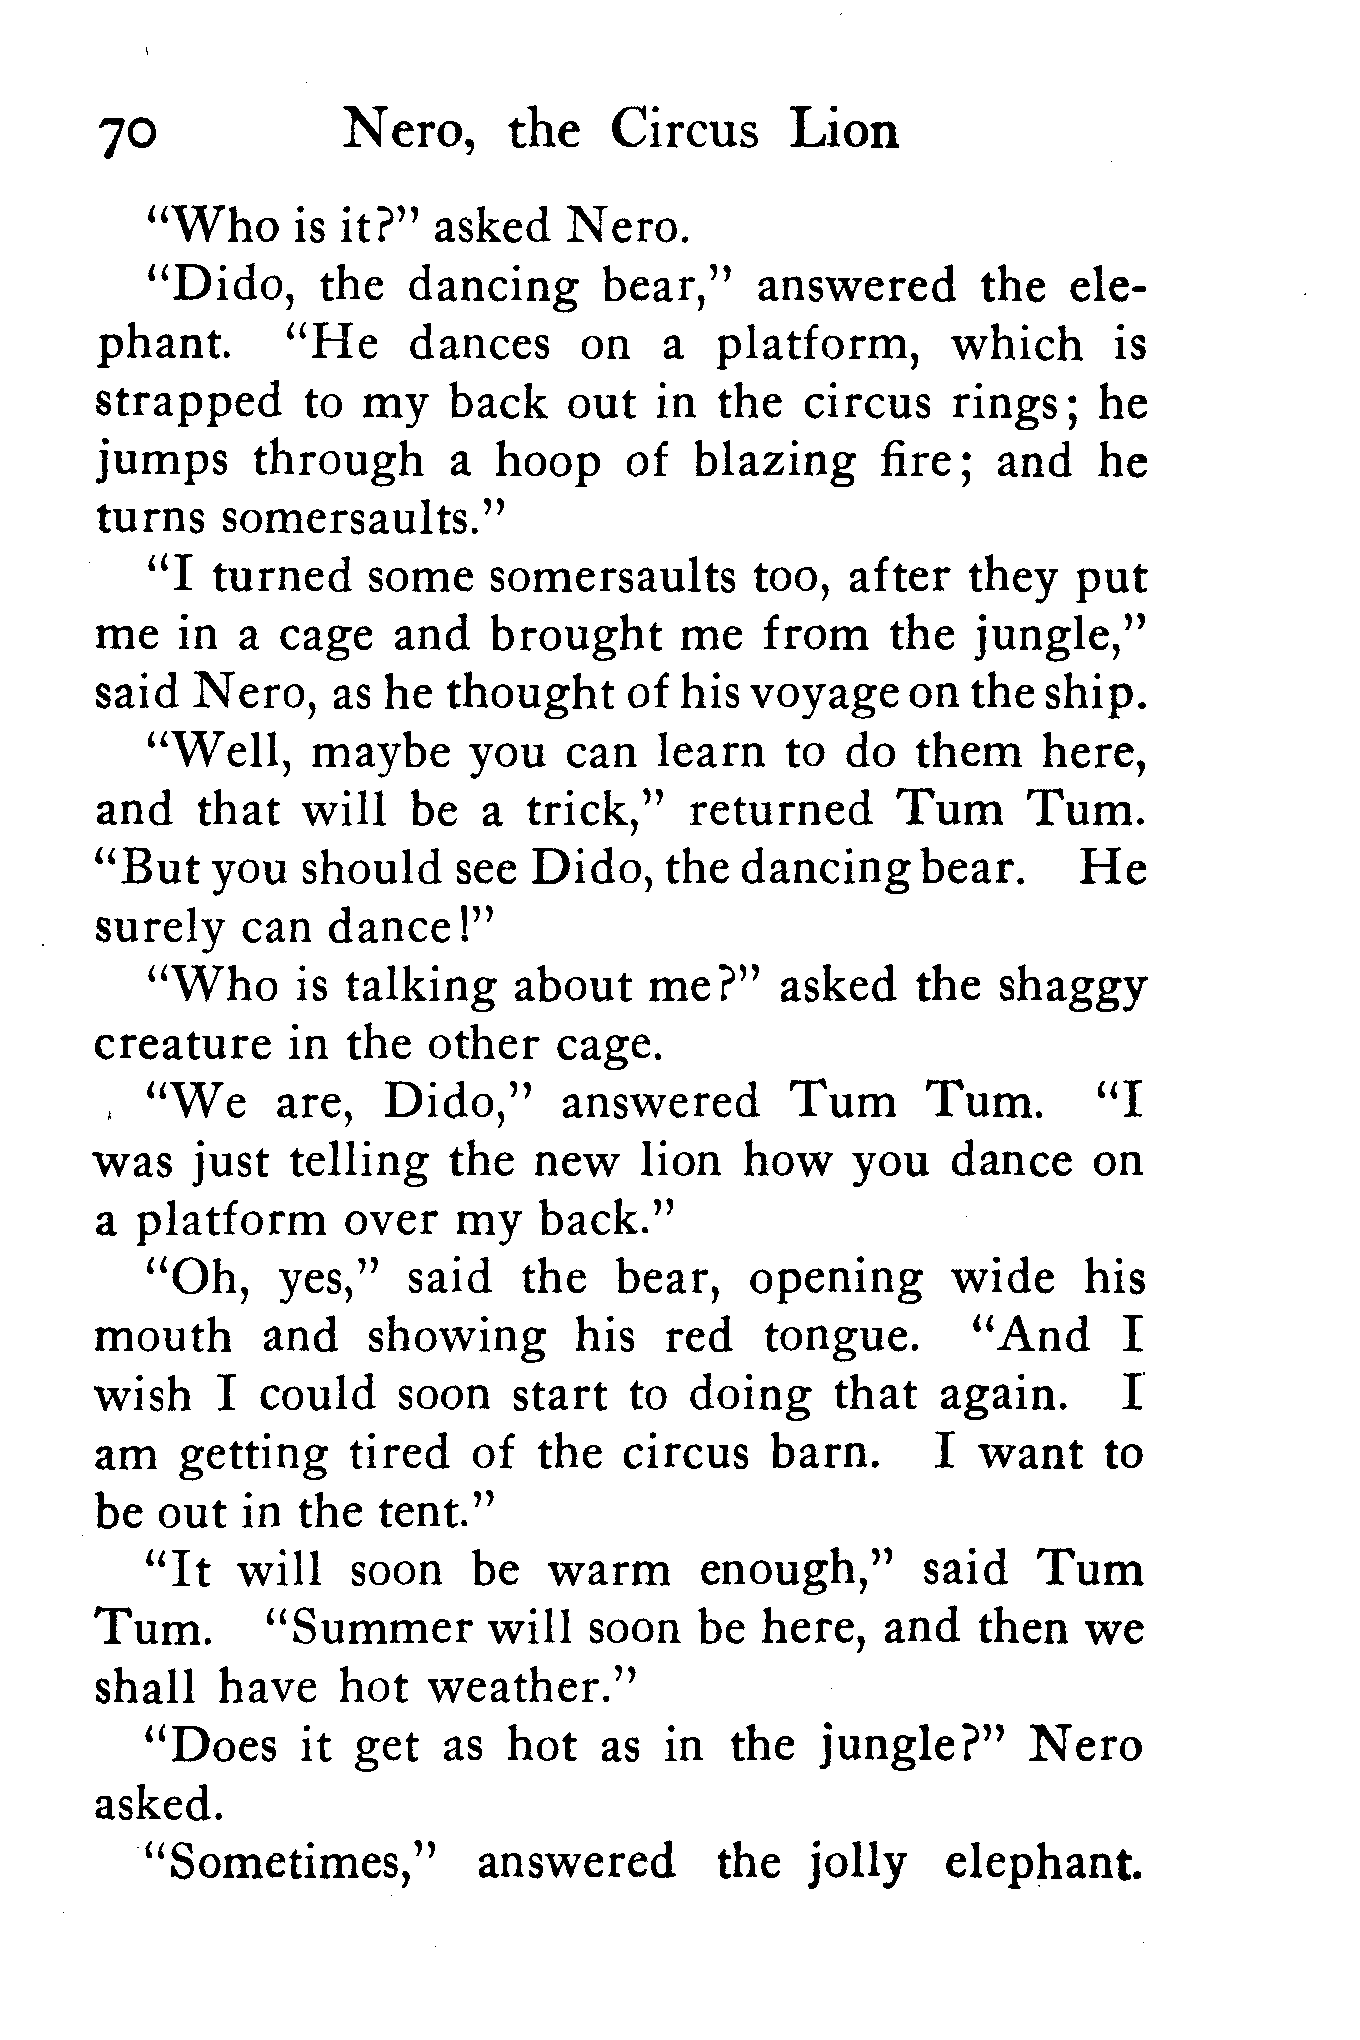 70 Nero, the Circus Lion
“Who is it?” asked Nero.
“Dido, the dancing bear,” answered the ele-
phant. “He dances on a platform, which is
strapped to my back out in the circus rings; he
jumps through a hoop of blazing fire; and he
turns somersaults.”
“I turned some somersaults too, after they put
me in a cage and brought me from the jungle,”
said Nero, as he thought of his voyage on the ship.
“Well, maybe you can learn to do them here,
and that will be a trick,” returned Tum Tum.
“But you should see Dido, the dancing bear. He
surely can dance!”
“Who is talking about me?” asked the shaggy
creature in the other cage.
“We are, Dido,” answered Tum Tum. “I
was just telling the new lion how you dance on
a platform over my back.”
“Oh, yes,” said the bear, opening wide his
mouth and showing his red tongue. “And I
wish I could soon start to doing that again. I
am getting tired of the circus barn. I want to
be out in the tent.”
“It will soon be warm enough,” said Tum
Tum. “Summer will soon be here, and then we
shall have hot weather.”
“Does it get as hot as in the jungle?” Nero
asked.
“Sometimes,” answered the jolly elephant.